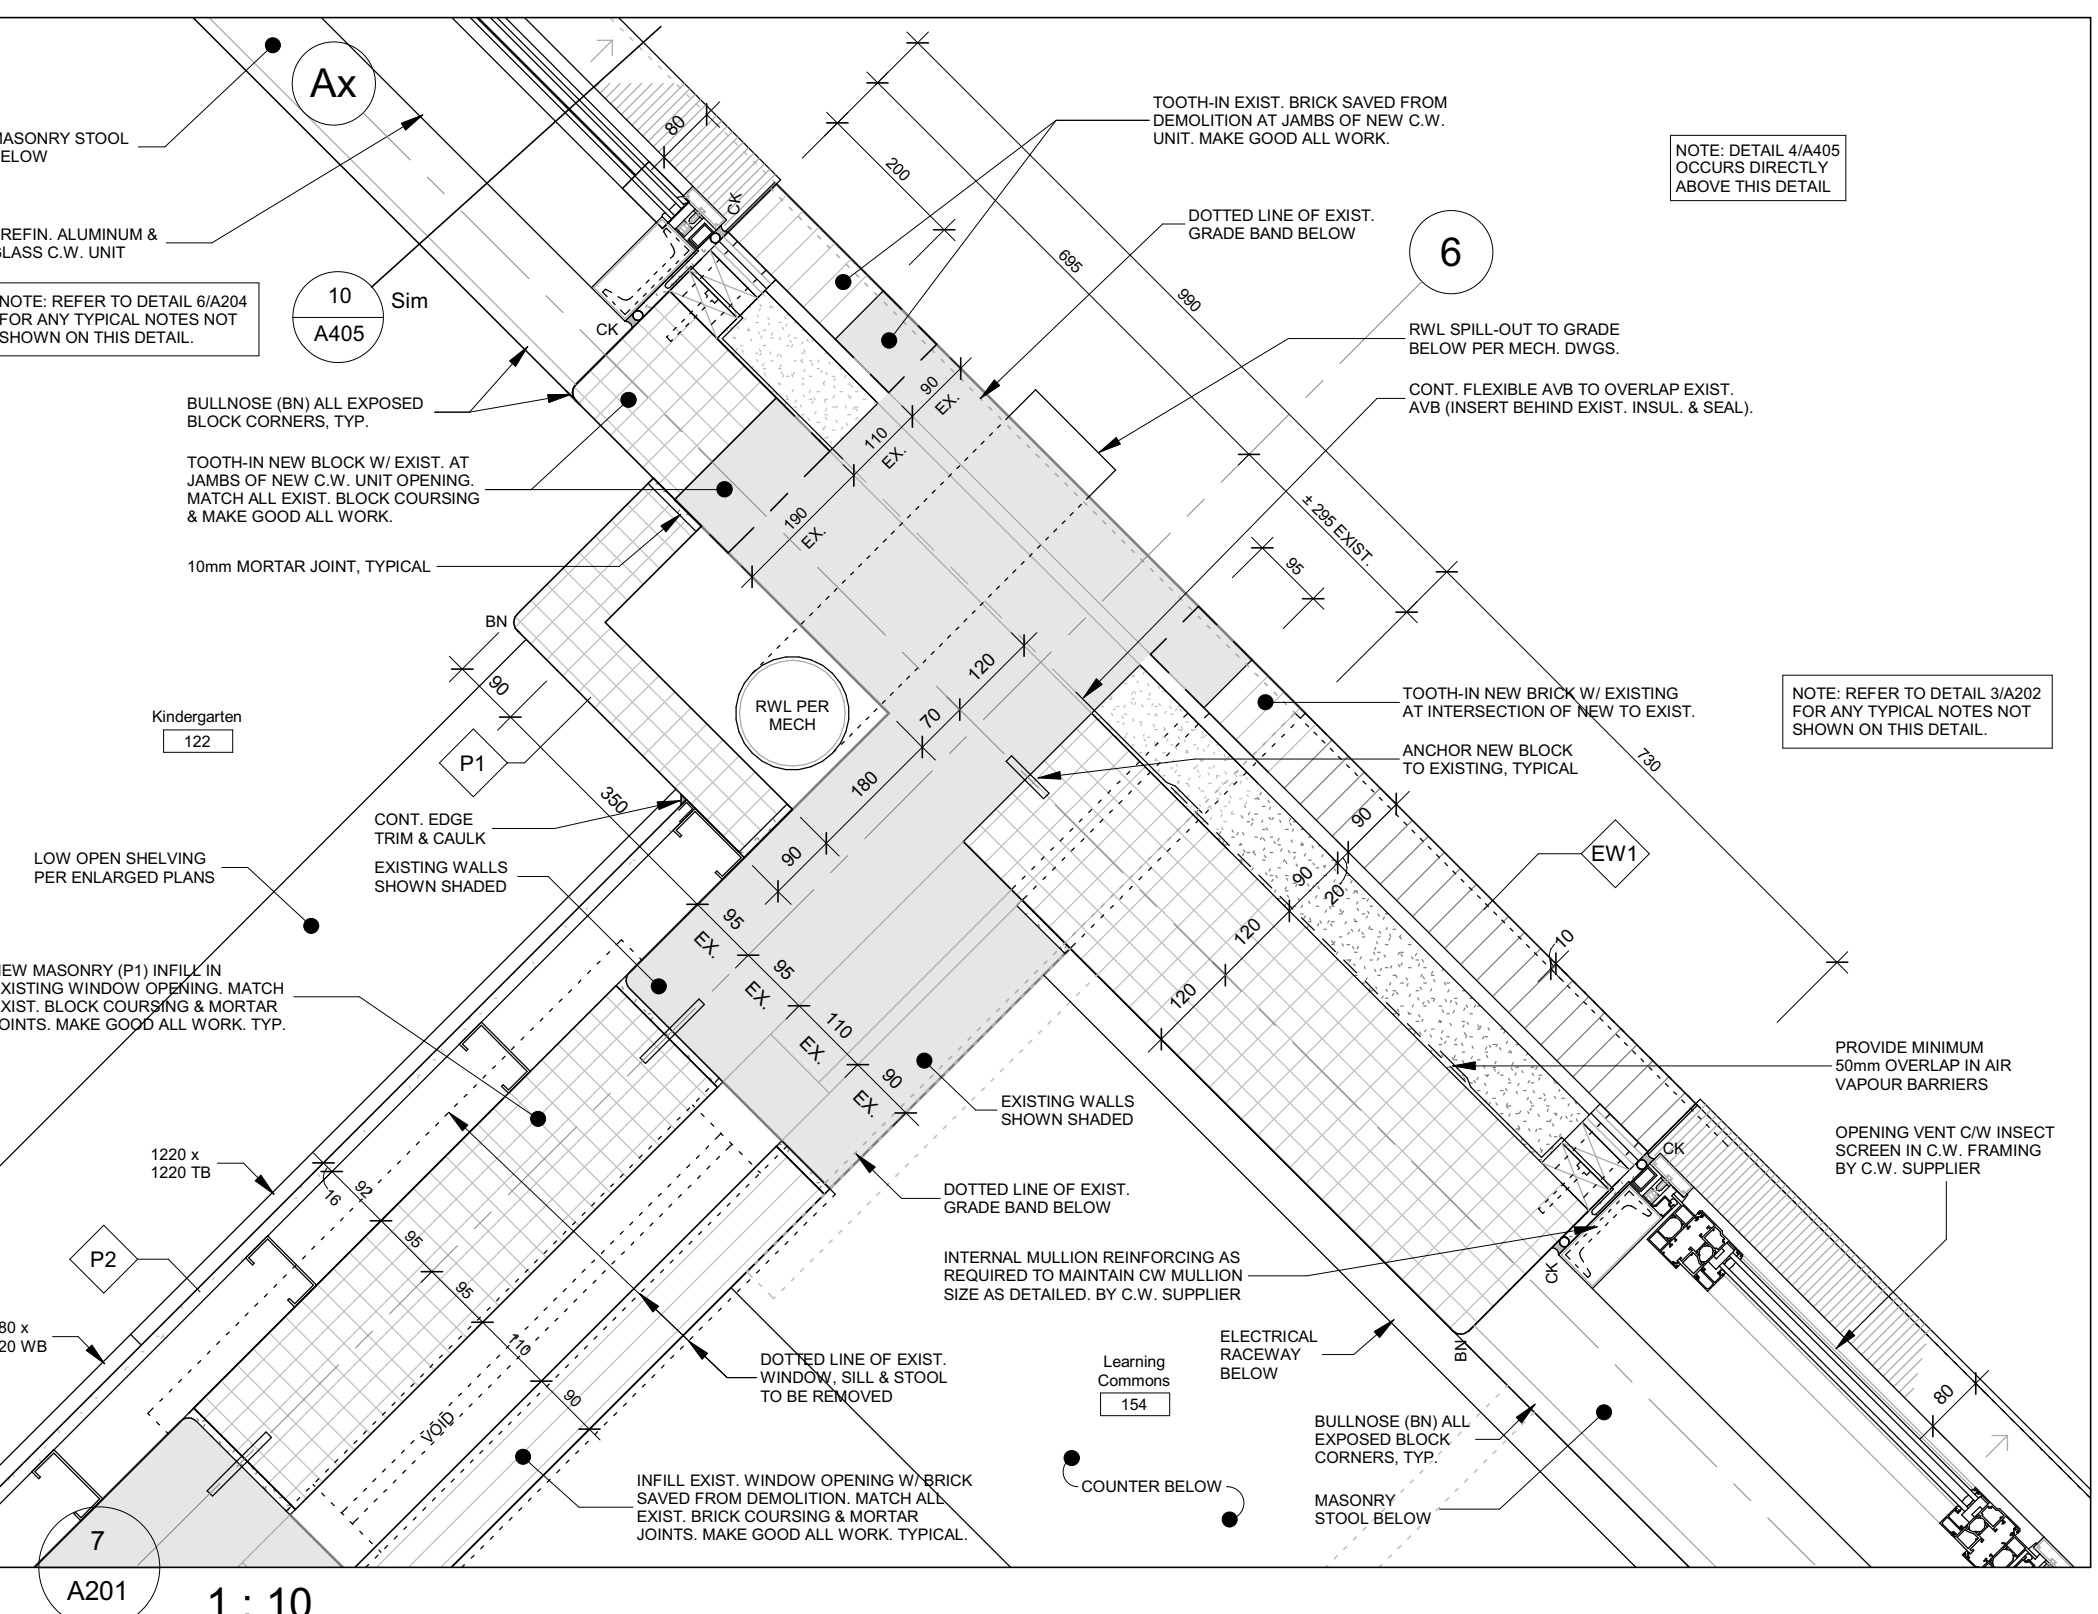 Ax
MASONRY STOOL
BELOW
PREFIN. ALUMINUM &
GLASS C.W. UNIT
NOTE: REFER TO DETAIL 6/A204
FOR ANY TYPICAL NOTES NOT
SHOWN ON THIS DETAIL.
10
A405
Sim
BULLNOSE (BN) ALL EXPOSED
BLOCK CORNERS, TYP.
TOOTH-IN NEW BLOCK W/ EXIST. AT
JAMBS OF NEW C.W. UNIT OPENING.
MATCH ALL EXIST. BLOCK COURSING
& MAKE GOOD ALL WORK.
10mm MORTAR JOINT, TYPICAL
BN
CK
CK
80
TOOTH-IN EXIST. BRICK SAVED FROM
DEMOLITION AT JAMBS OF NEW C.W.
UNIT. MAKE GOOD ALL WORK.
NOTE: DETAIL 4/A405
OCCURS DIRECTLY
ABOVE THIS DETAIL
DOTTED LINE OF EXIST.
GRADE BAND BELOW
6
RWL SPILL-OUT TO GRADE
BELOW PER MECH. DWGS.
CONT. FLEXIBLE AVB TO OVERLAP EXIST.
AVB (INSERT BEHIND EXIST. INSUL. & SEAL).
200
695
990
± 295 EXIST.
95
730
90
EX.
110
EX.
190
EX.
120
70
180
90
RWL PER
MECH
Kindergarten
122
90
P1
350
CONT. EDGE
TRIM & CAULK
EXISTING WALLS
SHOWN SHADED
LOW OPEN SHELVING
PER ENLARGED PLANS
NEW MASONRY (P1) INFILL IN
EXISTING WINDOW OPENING. MATCH
EXIST. BLOCK COURSING & MORTAR
JOINTS. MAKE GOOD ALL WORK. TYP.
95
EX.
95
EX.
110
EX.
90
EX.
TOOTH-IN NEW BRICK W/ EXISTING
AT INTERSECTION OF NEW TO EXIST.
NOTE: REFER TO DETAIL 3/A202
FOR ANY TYPICAL NOTES NOT
SHOWN ON THIS DETAIL.
ANCHOR NEW BLOCK
TO EXISTING, TYPICAL
90
90
20
120
120
10
EW1
PROVIDE MINIMUM
50mm OVERLAP IN AIR
VAPOUR BARRIERS
OPENING VENT C/W INSECT
SCREEN IN C.W. FRAMING
BY C.W. SUPPLIER
CK
CK
BN
80
EXISTING WALLS
SHOWN SHADED
DOTTED LINE OF EXIST.
GRADE BAND BELOW
INTERNAL MULLION REINFORCING AS
REQUIRED TO MAINTAIN CW MULLION
SIZE AS DETAILED. BY C.W. SUPPLIER
1220 x
1220 TB
16
92
95
95
110
90
P2
80 x
20 WB
VOID
DOTTED LINE OF EXIST.
WINDOW, SILL & STOOL
TO BE REMOVED
Learning
Commons
154
ELECTRICAL
RACEWAY
BELOW
BULLNOSE (BN) ALL
EXPOSED BLOCK
CORNERS, TYP.
COUNTER BELOW
MASONRY
STOOL BELOW
INFILL EXIST. WINDOW OPENING W/ BRICK
SAVED FROM DEMOLITION. MATCH ALL
EXIST. BRICK COURSING & MORTAR
JOINTS. MAKE GOOD ALL WORK. TYPICAL.
7
A201
1 : 10